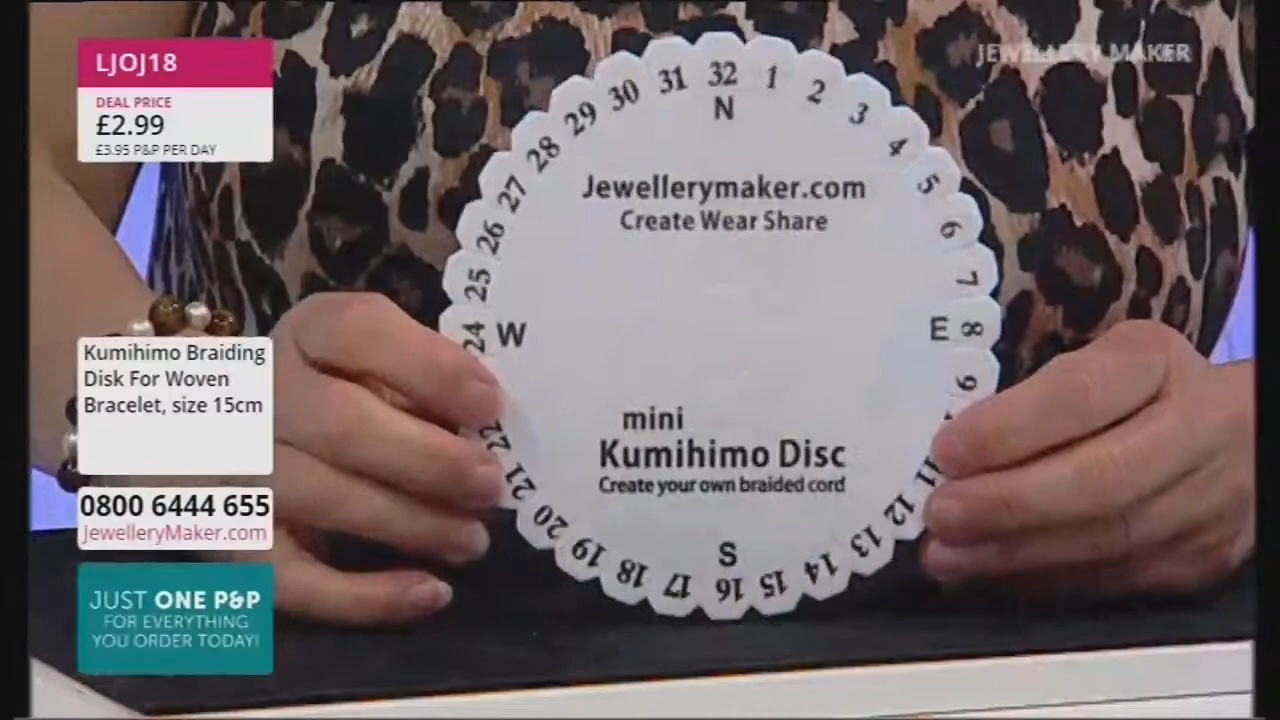 LJOJ18
DEAL PRICE
£2.99
£3.95 P&P PER DAY
JEWELLERY MAKER
Kumihimo Braiding
Disk For Woven
Bracelet, size 15cm
0800 6444 655
JewelleryMaker.com
JUST ONE P&P
FOR EVERYTHING
YOU ORDER TODAY!
32
1
2
3
4
5
6
7
8
9
11
12
13
14
15
16
17
18
19
20
21
22
24
25
26
27
28
29
30
31
N
E
S
W
Jewellerymaker.com
Create Wear Share
mini
Kumihimo Disc
Create your own braided cord